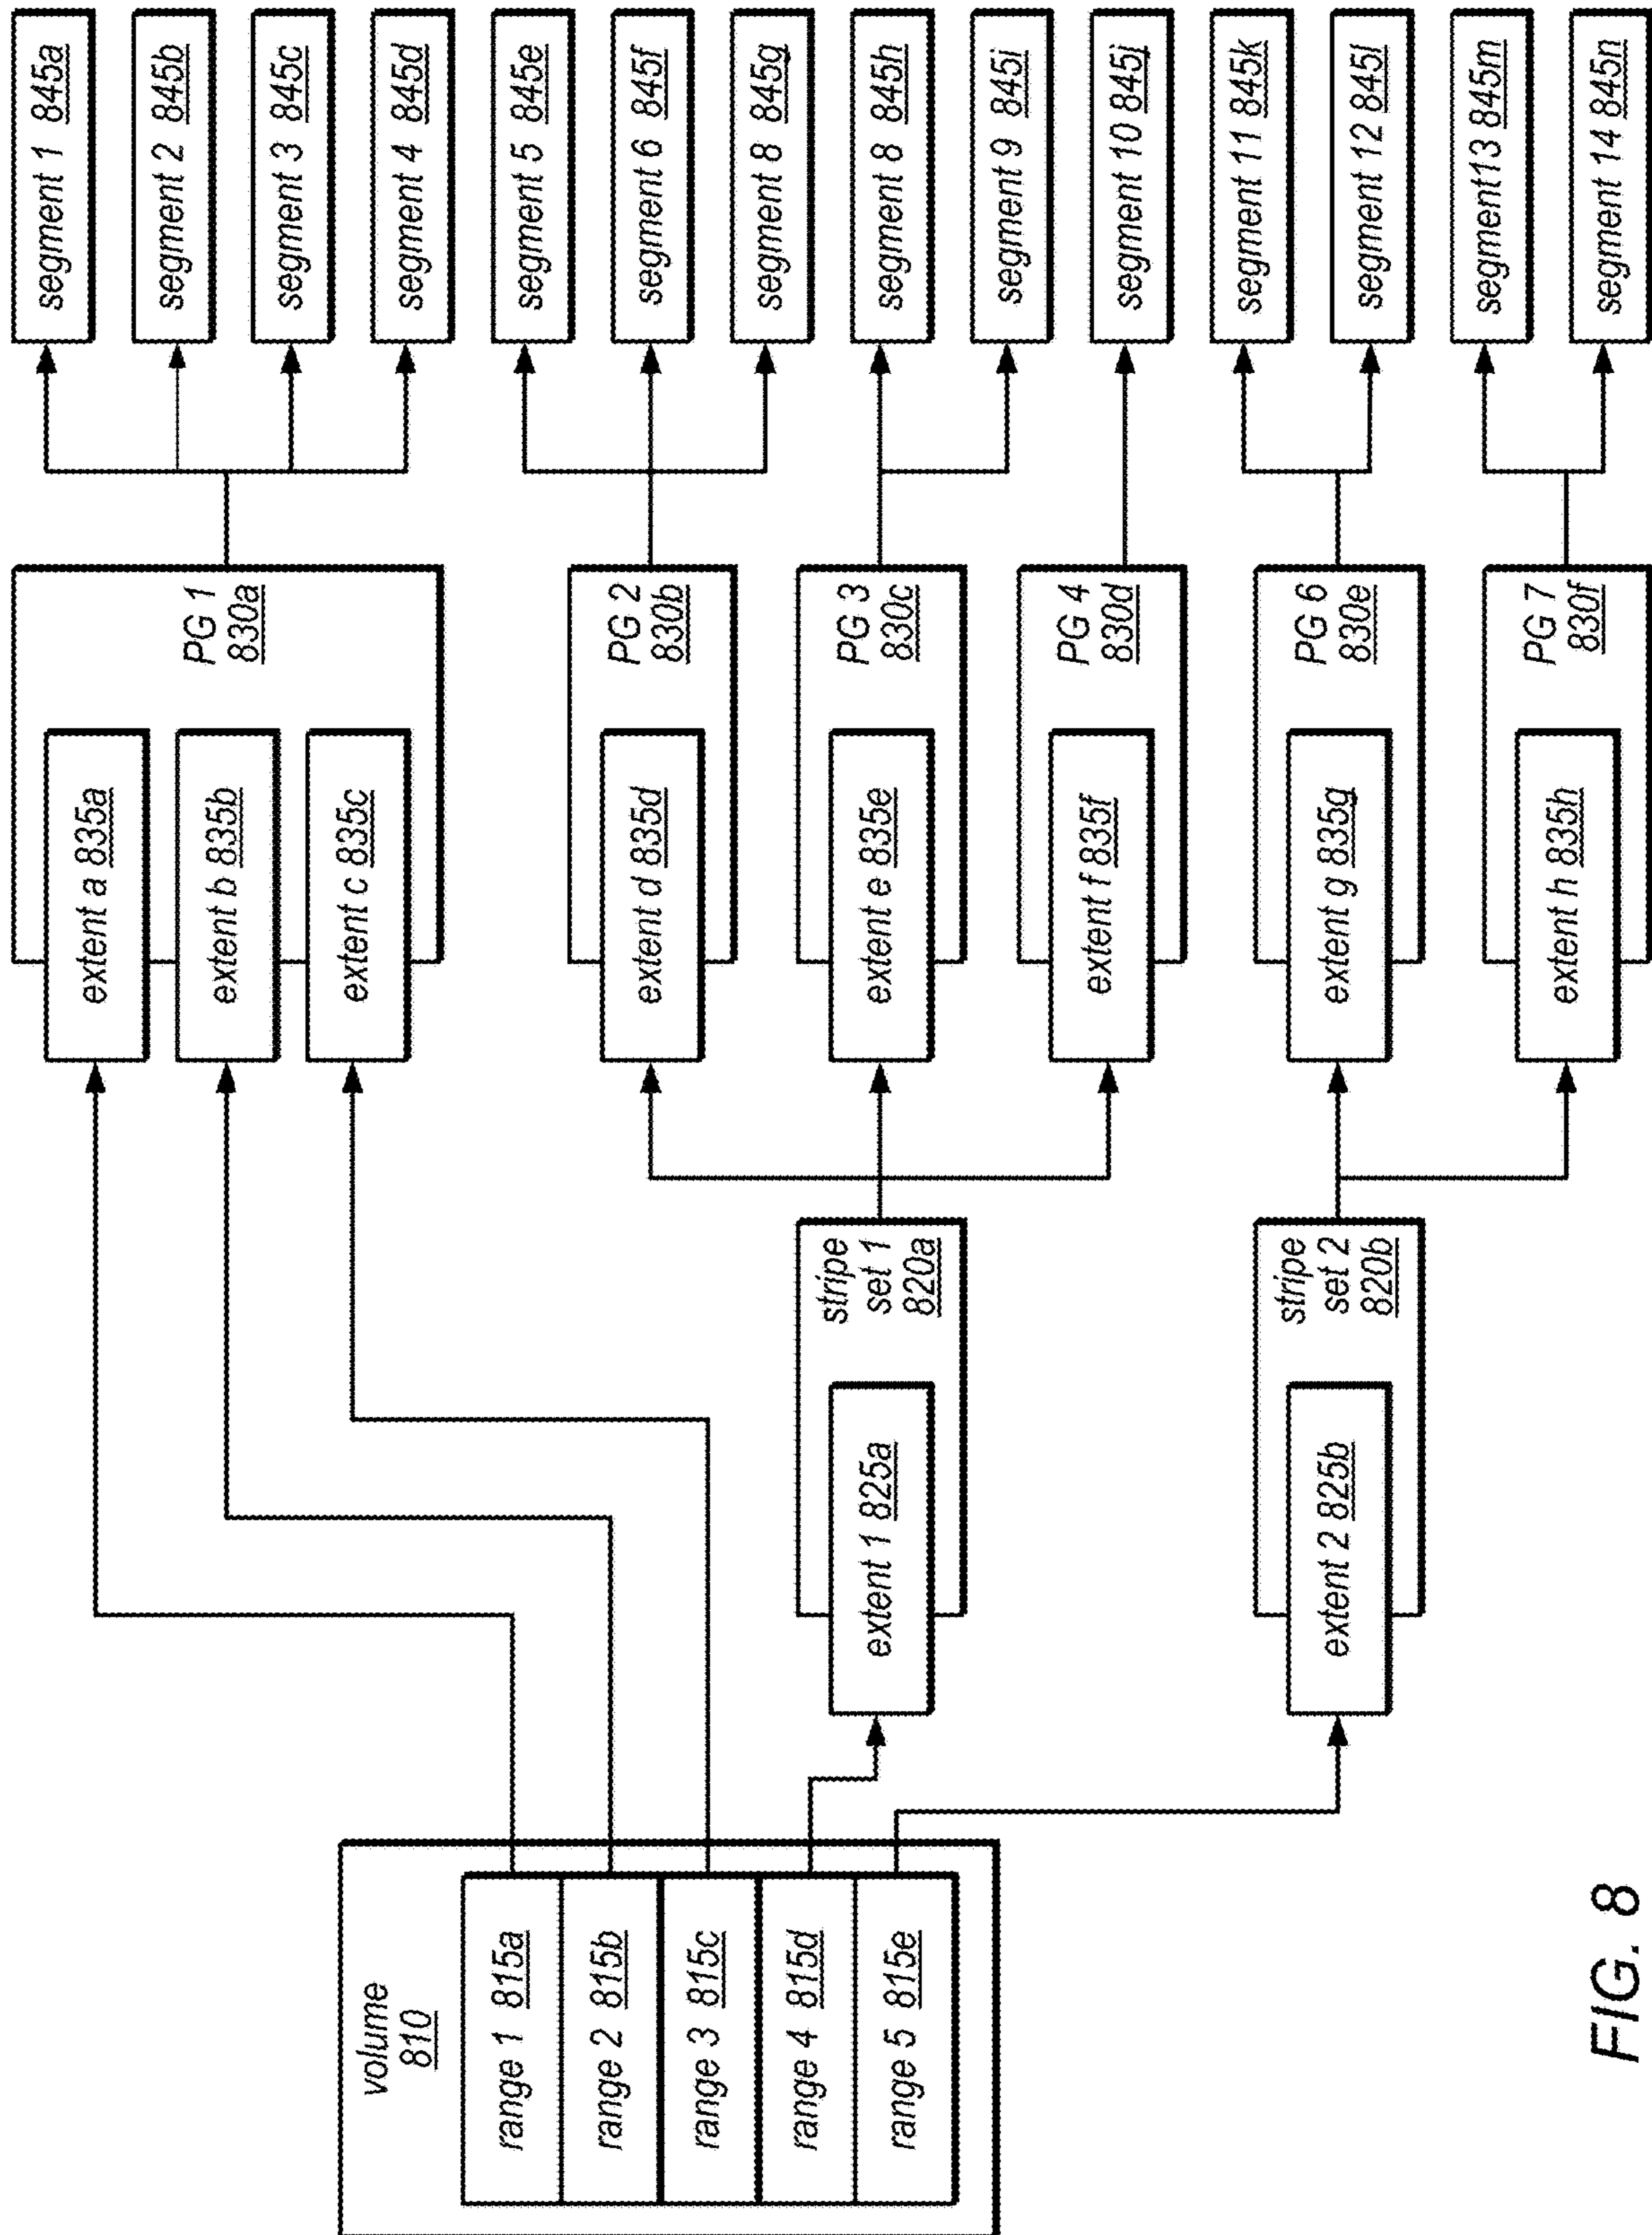 volume
810
range 1 815a
range 2 815b
range 3 815c
range 4 815d
range 5 815e
extent 1 825a
stripe
set 1
820a
extent 2 825b
stripe
set 2
820b
extent a 835a
extent b 835b
extent c 835c
PG 1
830a
extent d 835d
PG 2
830b
extent e 835e
PG 3
830c
extent f 835f
PG 4
830d
extent g 835g
PG 6
830e
extent h 835h
PG 7
830f
segment 1 845a
segment 2 845b
segment 3 845c
segment 4 845d
segment 5 845e
segment 6 845f
segment 8 845g
segment 8 845h
segment 9 845i
segment 10 845j
segment 11 845k
segment 12 845l
segment13 845m
segment 14 845n
FIG. 8